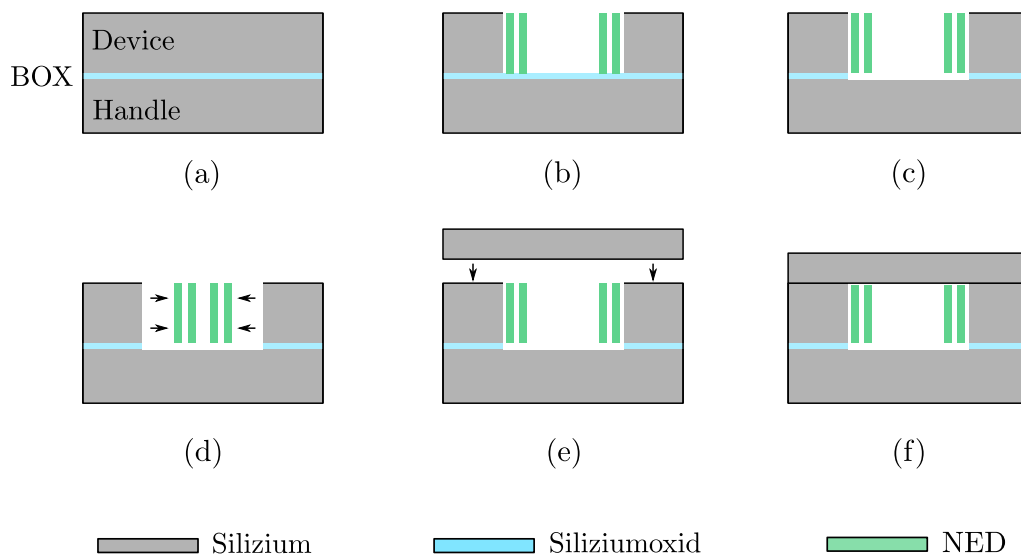 Device
BOX
Handle
(a)
(b)
(c)
(d)
(e)
(f)
Silizium
Siliziumoxid
NED